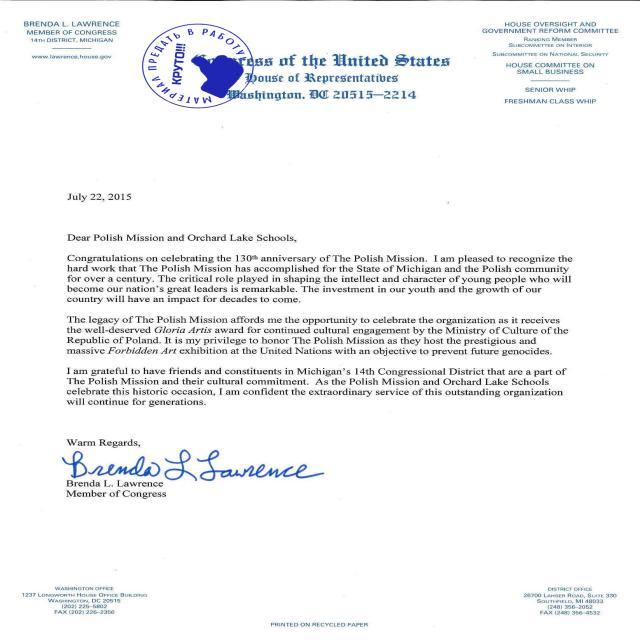 BRENDA L. LAWRENCE
MEMBER OF CONGRESS
14TH DISTRICT, MICHIGAN
www.lawrence.house.gov
МАТЕРИАЛ ПРЕДАТЬ В РАБОТУ
КРУТО!!!
of the United States
House of Representatives
Washington, DC 20515–2214
HOUSE OVERSIGHT AND
GOVERNMENT REFORM COMMITTEE
RANKING MEMBER
SUBCOMMITTEE ON INTERIOR
SUBCOMMITTEE ON NATIONAL SECURITY
HOUSE COMMITTEE ON
SMALL BUSINESS
SENIOR WHIP
FRESHMAN CLASS WHIP
July 22, 2015
Dear Polish Mission and Orchard Lake Schools,
Congratulations on celebrating the 130th anniversary of The Polish Mission. I am pleased to recognize the
hard work that The Polish Mission has accomplished for the State of Michigan and the Polish community
for over a century. The critical role played in shaping the intellect and character of young people who will
become our nation's great leaders is remarkable. The investment in our youth and the growth of our
country will have an impact for decades to come.
The legacy of The Polish Mission affords me the opportunity to celebrate the organization as it receives
the well-deserved Gloria Artis award for continued cultural engagement by the Ministry of Culture of the
Republic of Poland. It is my privilege to honor The Polish Mission as they host the prestigious and
massive Forbidden Art exhibition at the United Nations with an objective to prevent future genocides.
I am grateful to have friends and constituents in Michigan's 14th Congressional District that are a part of
The Polish Mission and their cultural commitment. As the Polish Mission and Orchard Lake Schools
celebrate this historic occasion, I am confident the extraordinary service of this outstanding organization
will continue for generations.
Warm Regards,
Brenda L Lawrence
Brenda L. Lawrence
Member of Congress
WASHINGTON OFFICE
1237 LONGWORTH HOUSE OFFICE BUILDING
WASHINGTON, DC 20515
(202) 225–5802
FAX (202) 226–2356
DISTRICT OFFICE
26700 LAHSER ROAD, SUITE 330
SOUTHFIELD, MI 48033
(248) 356–2052
FAX (248) 356–4532
PRINTED ON RECYCLED PAPER